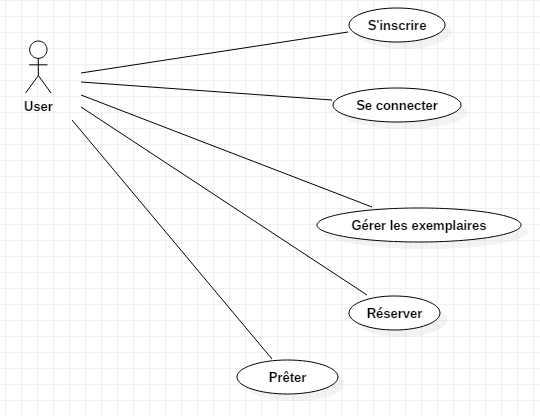 S'inscrire
User
Se connecter
Gérer les exemplaires
Réserver
Prêter